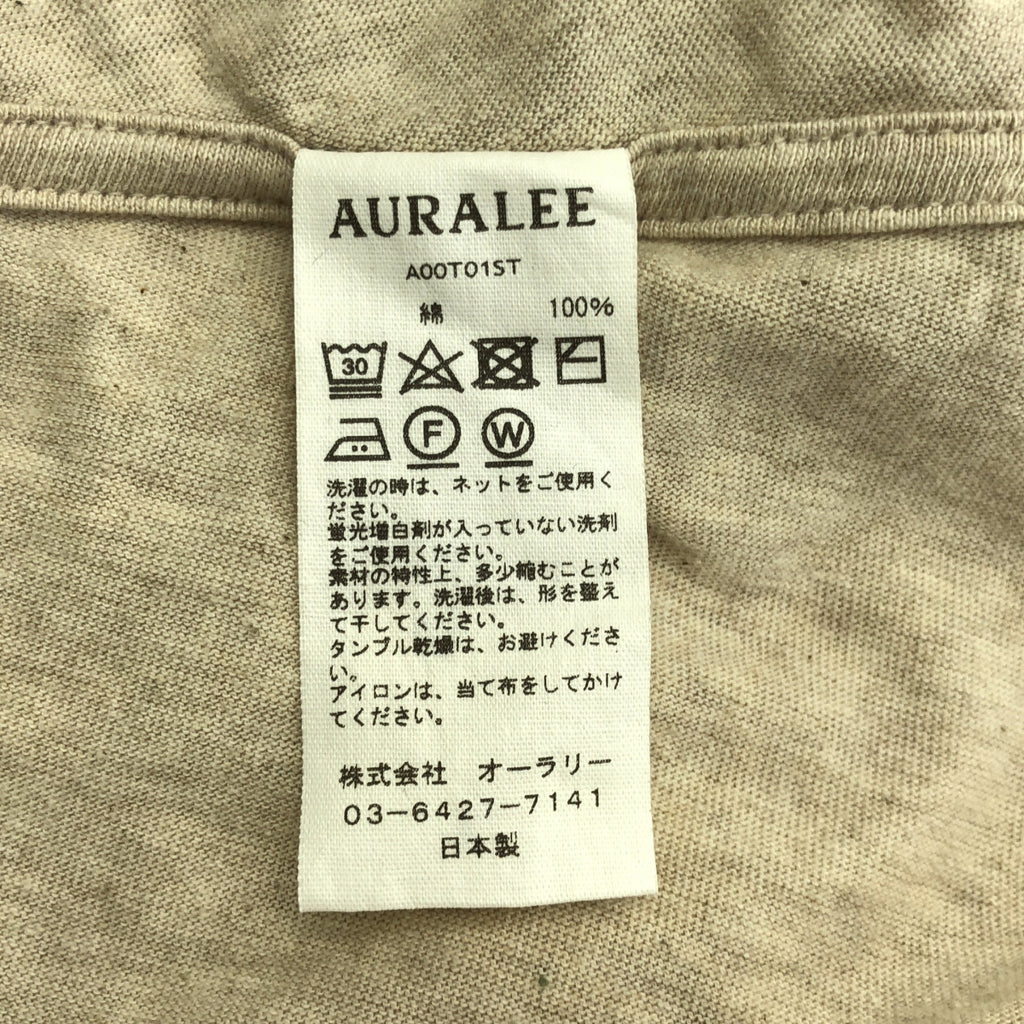 AURALEE
A00T01ST
綿 100%
30
F W
洗濯の時は、ネットをご使用く
ださい。
蛍光増白剤が入っていない洗剤
をご使用ください。
素材の特性上、多少縮むことが
あります。洗濯後は、形を整え
て干してください。
タンブル乾燥は、お避けくださ
い。
アイロンは、当て布をしてかけ
てください。
株式会社 オーラリー
03-6427-7141
日本製